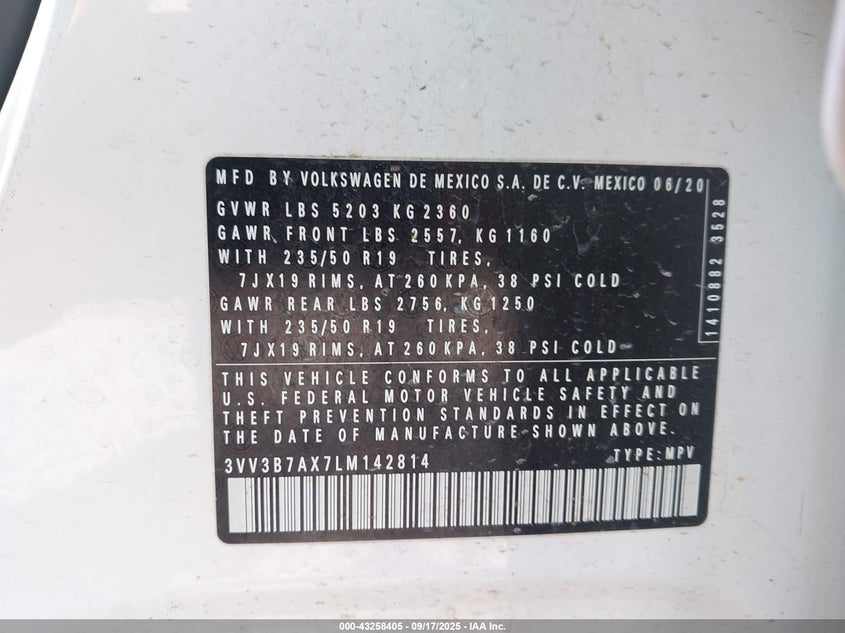 MFD BY VOLKSWAGEN DE MEXICO S.A. DE C.V. MEXICO 06/20
GVWR LBS 5203 KG 2360
GAWR FRONT LBS 2557, KG 1160
WITH 235/50 R19 TIRES,
7JX19 RIMS, AT 260 KPA, 38 PSI COLD
GAWR REAR LBS 2756, KG 1250
WITH 235/50 R19 TIRES,
7JX19 RIMS, AT 260 KPA, 38 PSI COLD
1410882 3528
THIS VEHICLE CONFORMS TO ALL APPLICABLE
U.S. FEDERAL MOTOR VEHICLE SAFETY AND
THEFT PREVENTION STANDARDS IN EFFECT ON
THE DATE OF MANUFACTURE SHOWN ABOVE.
3VV3B7AX7LM142814 TYPE: MPV
000-43258405 - 09/17/2025 - IAA Inc.